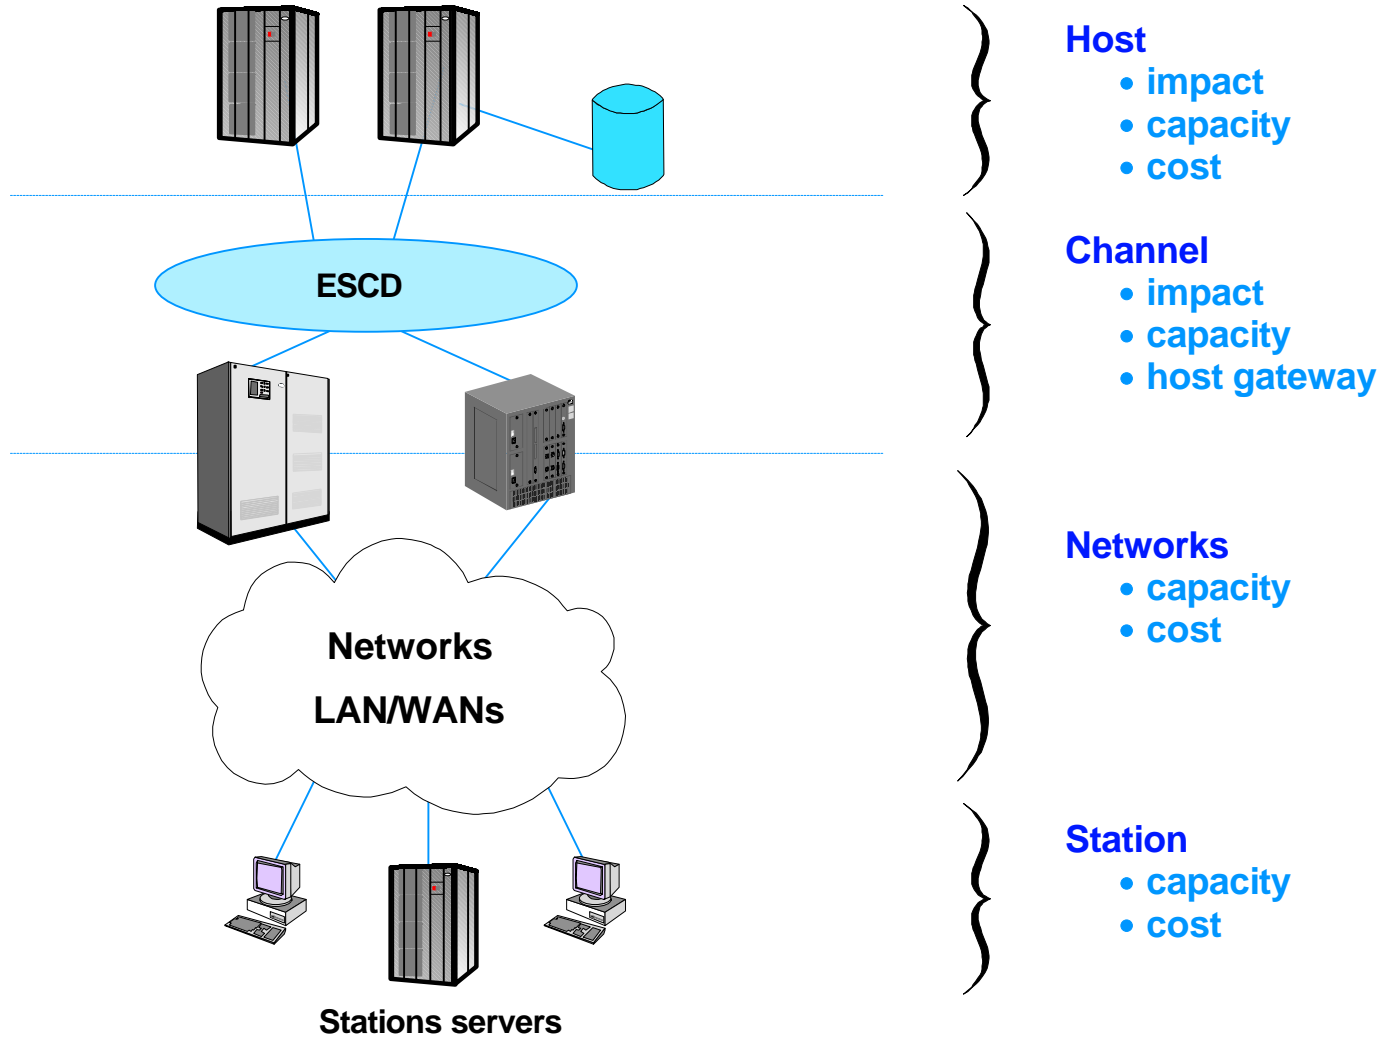 Host
• impact
• capacity
• cost
ESCD
Channel
• impact
• capacity
• host gateway
Networks
LAN/WANs
Networks
• capacity
• cost
Station
• capacity
• cost
Stations servers